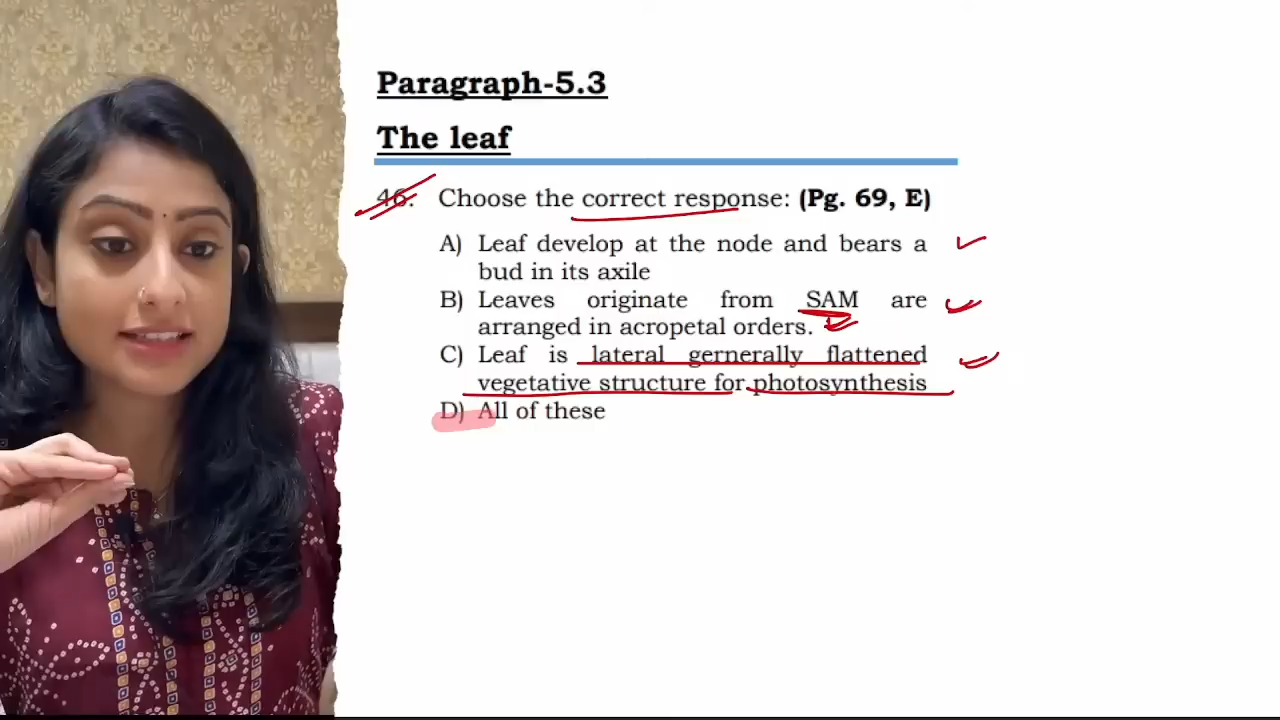 Paragraph-5.3
The leaf
46. Choose the correct response: (Pg. 69, E)
A) Leaf develop at the node and bears a
bud in its axile
B) Leaves originate from SAM are
arranged in acropetal orders.
C) Leaf is lateral gernerally flattened
vegetative structure for photosynthesis
D) All of these